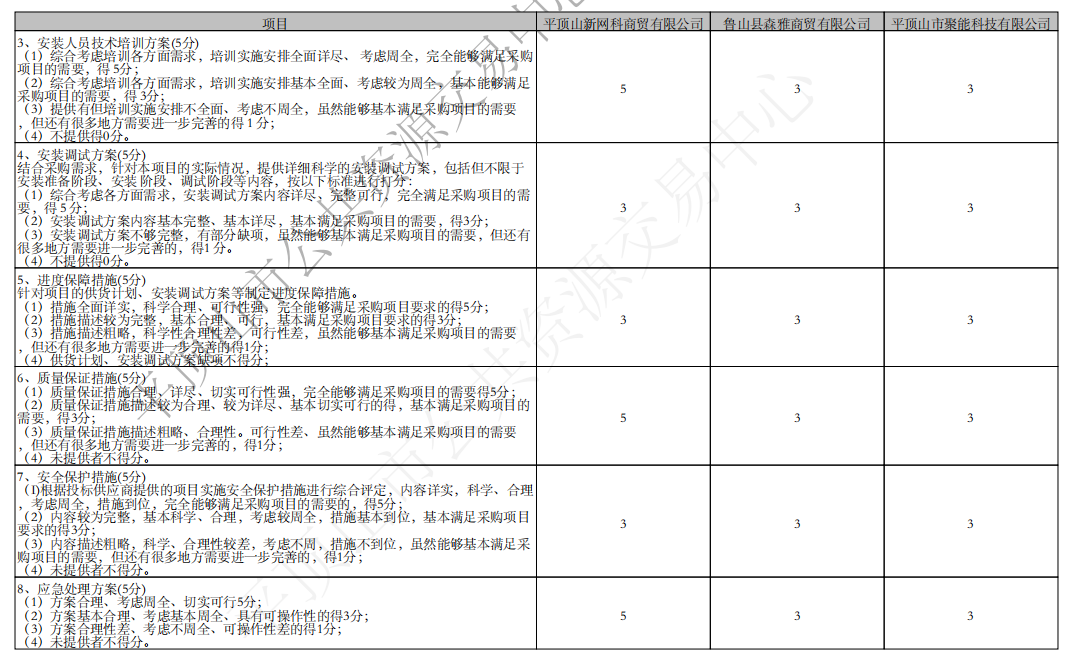 项目 平顶山新网科商贸有限公司 鲁山县森雅商贸有限公司 平顶山市聚能科技有限公司
3、安装人员技术培训方案(5分)
（1）综合考虑培训各方面需求，培训实施安排全面详尽、 考虑周全，完全能够满足采购
项目的需要，得 5分；
（2）综合考虑培训各方面需求，培训实施安排基本全面、考虑较为周全，基本能够满足
采购项目的需要，得 3分；
（3）提供有但培训实施安排不全面、考虑不周全，虽然能够基本满足采购项目的需要
，但还有很多地方需要进一步完善的得 1 分；
（4）不提供得0分。
5 3 3
4、安装调试方案(5分)
结合采购需求，针对本项目的实际情况，提供详细科学的安装调试方案，包括但不限于
安装准备阶段、安装 阶段、调试阶段等内容，按以下标准进行打分：
（1）综合考虑各方面需求，安装调试方案内容详尽、完整可行，完全满足采购项目的需
要，得 5 分；
（2）安装调试方案内容基本完整、基本详尽，基本满足采购项目的需要，得3分；
（3）安装调试方案不够完整，有部分缺项，虽然能够基本满足采购项目的需要，但还有
很多地方需要进一步完善的，得1 分。
（4）不提供得0分。
3 3 3
5、进度保障措施(5分)
针对项目的供货计划、安装调试方案等制定进度保障措施。
（1）措施全面详实，科学合理、可行性强，完全能够满足采购项目要求的得5分；
（2）措施描述较为完整，基本合理、可行，基本满足采购项目要求的得3分；
（3）措施描述粗略，科学性合理性差，可行性差，虽然能够基本满足采购项目的需要
，但还有很多地方需要进一步完善的得1分；
（4）供货计划、安装调试方案缺项不得分；
3 3 3
6、质量保证措施(5分)
（1）质量保证措施合理、详尽、切实可行性强，完全能够满足采购项目的需要得5分；
（2）质量保证措施描述较为合理、较为详尽、基本切实可行的得，基本满足采购项目的
需要，得3分；
（3）质量保证措施描述粗略、合理性。可行性差、虽然能够基本满足采购项目的需要
，但还有很多地方需要进一步完善的，得1分；
（4）未提供者不得分。
5 3 3
7、安全保护措施(5分)
（I)根据投标供应商提供的项目实施安全保护措施进行综合评定，内容详实，科学、合理
，考虑周全，措施到位，完全能够满足采购项目的需要的，得5分；
（2）内容较为完整，基本科学、合理，考虑较周全，措施基本到位，基本满足采购项目
要求的得3分；
（3）内容描述粗略，科学、合理性较差，考虑不周，措施不到位，虽然能够基本满足采
购项目的需要，但还有很多地方需要进一步完善的，得1分；
（4）未提供者不得分。
3 3 3
8、应急处理方案(5分)
（1）方案合理、考虑周全、切实可行5分；
（2）方案基本合理、考虑基本周全、具有可操作性的得3分；
（3）方案合理性差、考虑不周全、可操作性差的得1分；
（4）未提供者不得分。
5 3 3
平顶山市公共资源交易中心
平顶山市公共资源交易中心